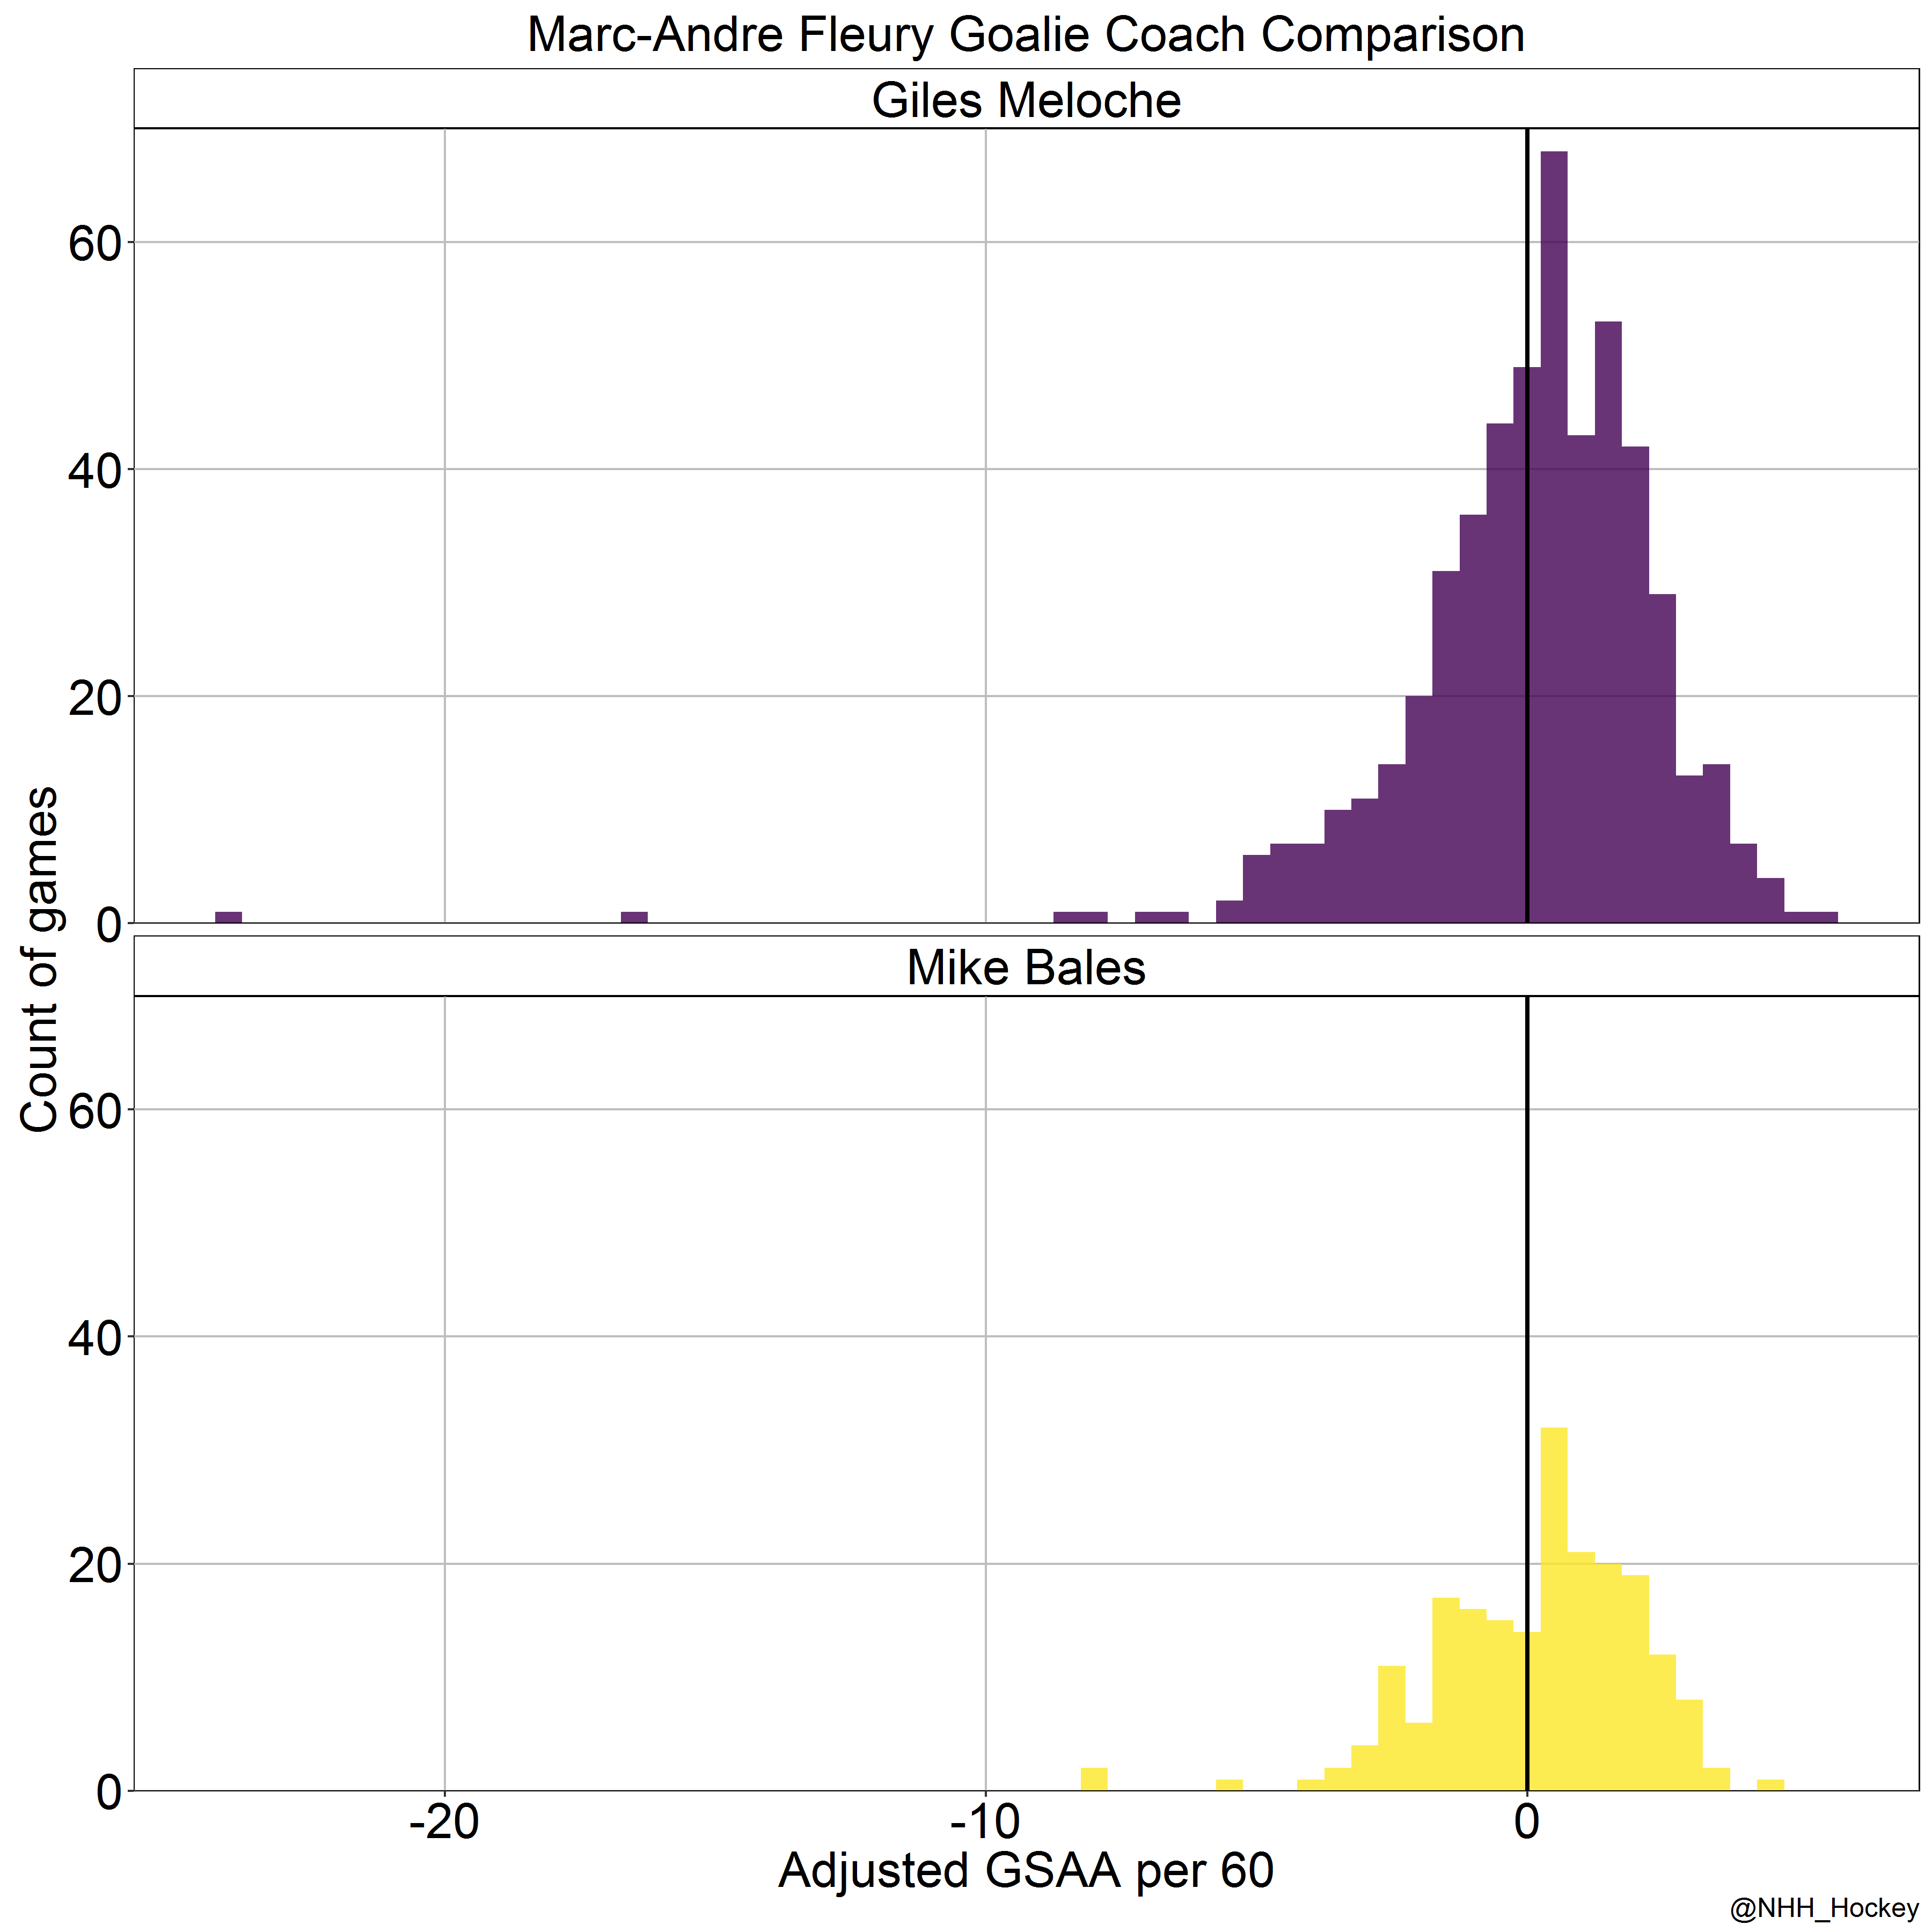 Marc-Andre Fleury Goalie Coach Comparison
Giles Meloche
60
40
20
0
Count of games
Mike Bales
60
40
20
0
-20 -10 0
Adjusted GSAA per 60
@NHH_Hockey